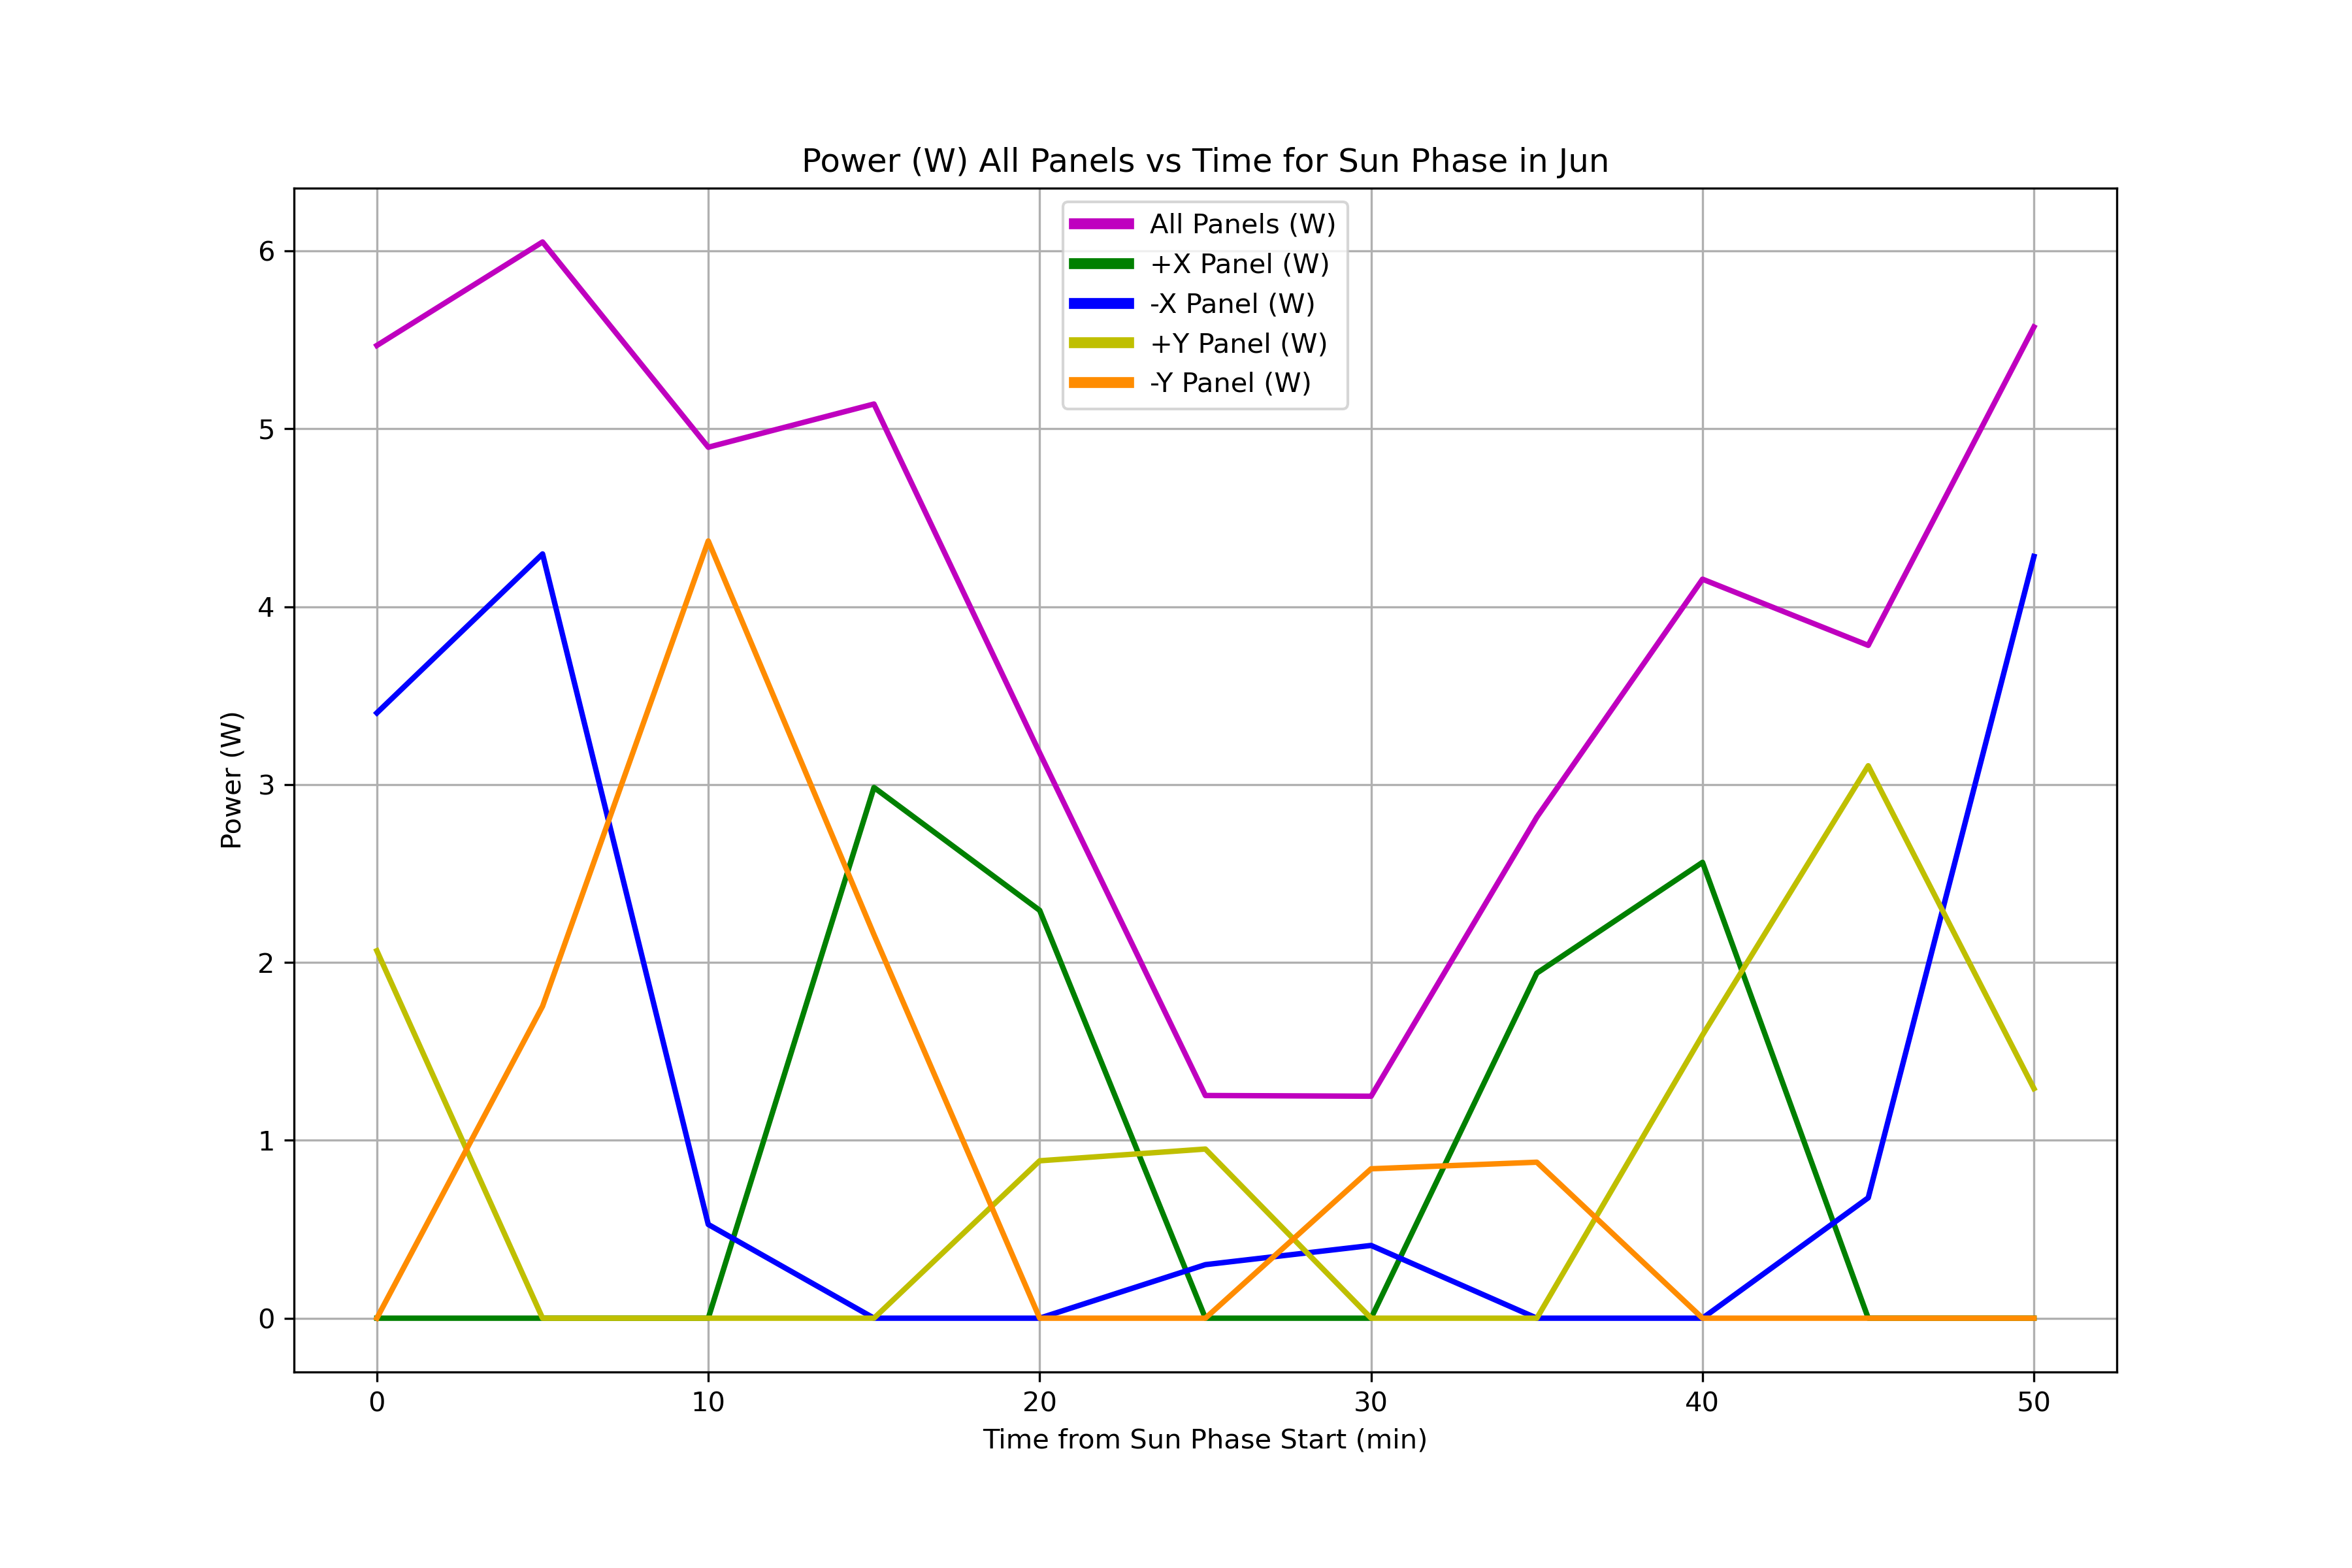 Power (W) All Panels vs Time for Sun Phase in Jun
All Panels (W)
+X Panel (W)
-X Panel (W)
+Y Panel (W)
-Y Panel (W)
6
5
4
3
2
1
0
Power (W)
0 10 20 30 40 50
Time from Sun Phase Start (min)